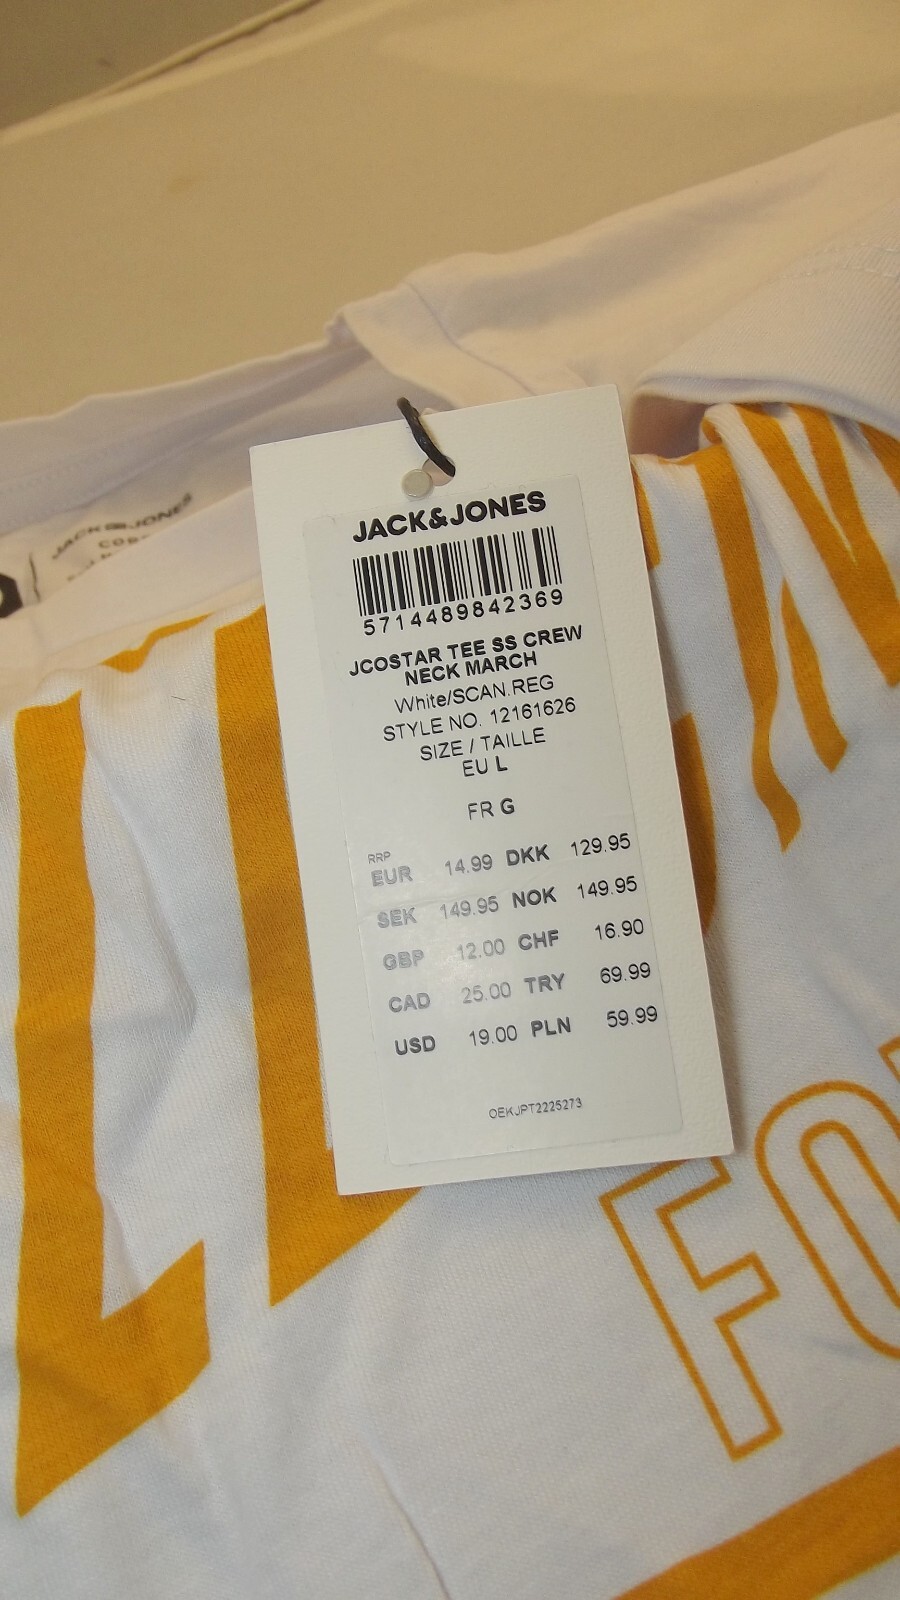 JACK&JONES
5714489842369
JCOSTAR TEE SS CREW
NECK MARCH
White/SCAN.REG
STYLE NO. 12161626
SIZE / TAILLE
EU L
FR G
RRP
EUR 14.99 DKK 129.95
SEK 149.95 NOK 149.95
GBP 12.00 CHF 16.90
CAD 25.00 TRY 69.99
USD 19.00 PLN 59.99
OEKJPT2225273
JACK JONES